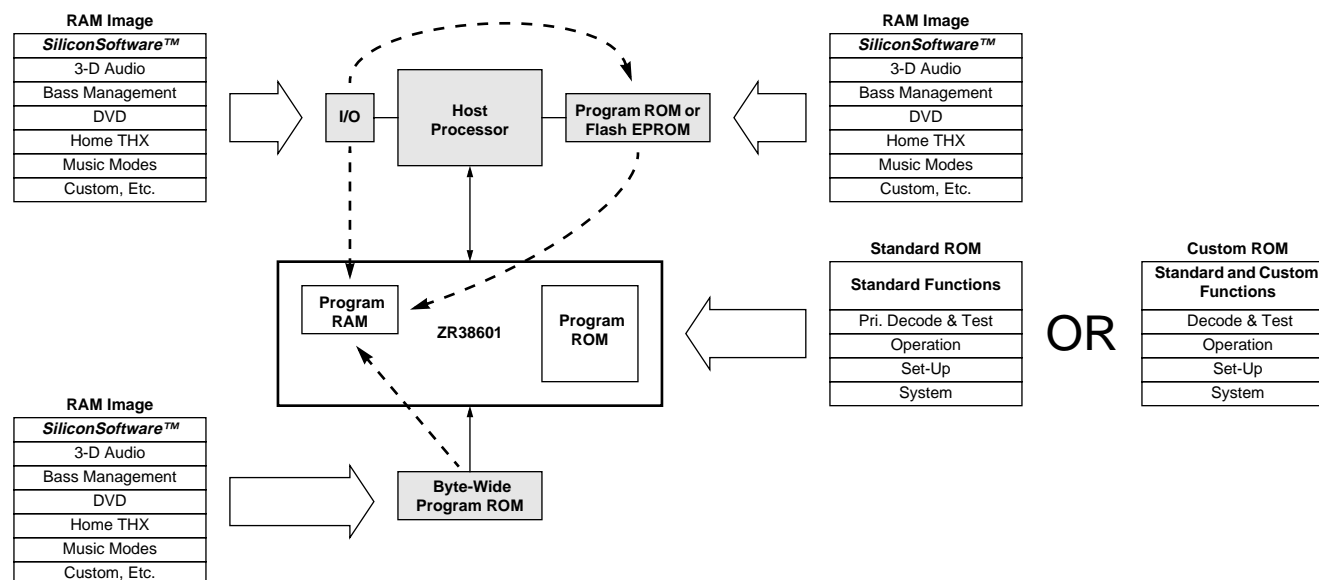 RAM Image
SiliconSoftware™
3-D Audio
Bass Management
DVD
Home THX
Music Modes
Custom, Etc.
I/O
Host
Processor
Program ROM or
Flash EPROM
RAM Image
SiliconSoftware™
3-D Audio
Bass Management
DVD
Home THX
Music Modes
Custom, Etc.
Program
RAM
ZR38601
Program
ROM
Standard ROM
Standard Functions
Pri. Decode & Test
Operation
Set-Up
System
OR
Custom ROM
Standard and Custom
Functions
Decode & Test
Operation
Set-Up
System
RAM Image
SiliconSoftware™
3-D Audio
Bass Management
DVD
Home THX
Music Modes
Custom, Etc.
Byte-Wide
Program ROM